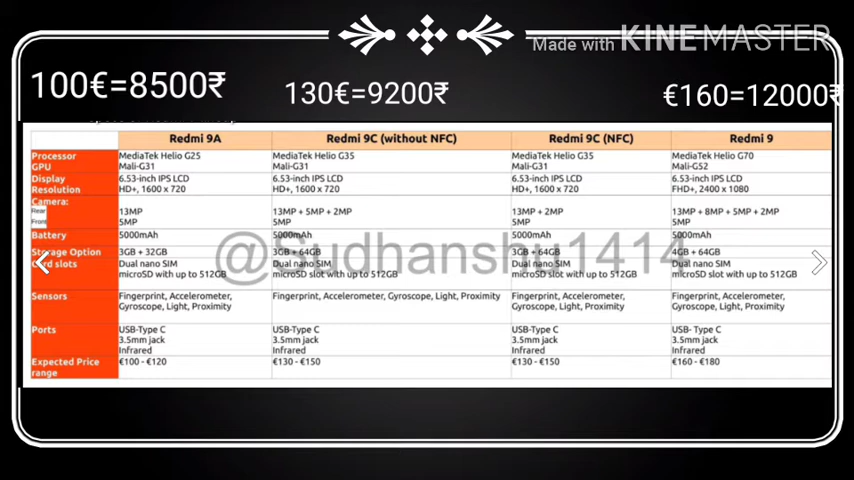 Made with KINEMASTER
100€=8500₹
130€=9200₹
€160=12000₹
Redmi 9A Redmi 9C (without NFC) Redmi 9C (NFC) Redmi 9
Processor MediaTek Helio G25 MediaTek Helio G35 MediaTek Helio G35 MediaTek Helio G70
GPU Mali-G31 Mali-G31 Mali-G31 Mali-G52
Display 6.53-inch IPS LCD 6.53-inch IPS LCD 6.53-inch IPS LCD 6.53-inch IPS LCD
Resolution HD+, 1600 x 720 HD+, 1600 x 720 HD+, 1600 x 720 FHD+, 2400 x 1080
Camera:
Rear 13MP 13MP + 5MP + 2MP 13MP + 2MP 13MP + 8MP + 5MP + 2MP
Front 5MP 5MP 5MP 5MP
Battery 5000mAh 5000mAh 5000mAh 5000mAh
@Sudhanshu1414
Storage Option 3GB + 32GB 3GB + 64GB 3GB + 64GB 4GB + 64GB
Card slots Dual nano SIM Dual nano SIM Dual nano SIM Dual nano SIM
microSD with up to 512GB microSD slot with up to 512GB microSD slot with up to 512GB microSD slot with up to 512GB
Sensors Fingerprint, Accelerometer, Fingerprint, Accelerometer, Gyroscope, Light, Proximity Fingerprint, Accelerometer, Fingerprint, Accelerometer,
Gyroscope, Light, Proximity Gyroscope, Light, Proximity Gyroscope, Light, Proximity
Ports USB-Type C USB-Type C USB-Type C USB- Type C
3.5mm jack 3.5mm jack 3.5mm jack 3.5mm jack
Infrared Infrared Infrared Infrared
Expected Price €100 - €120 €130 - €150 €130 - €150 €160 - €180
range